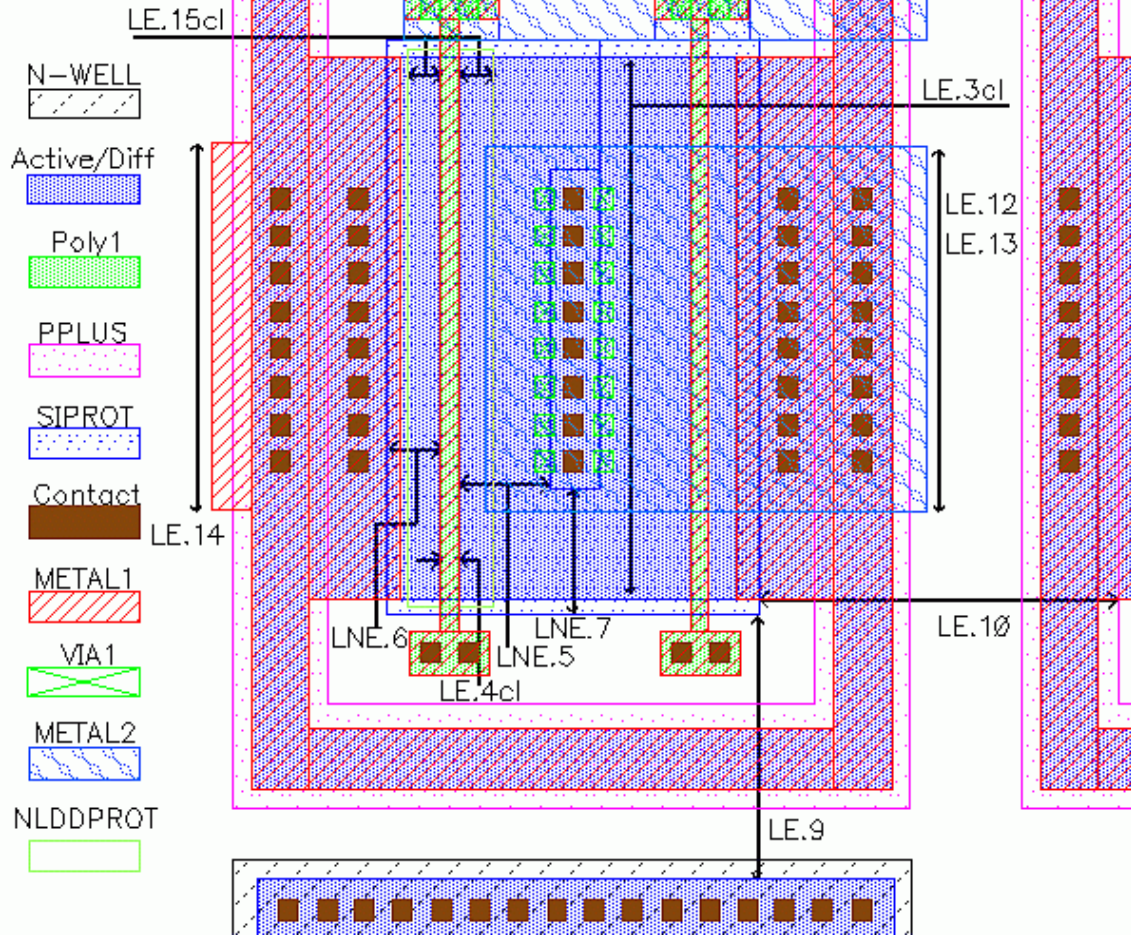 LE.15cl
N-WELL
LE.3cl
Active/Diff
LE.12
LE.13
Poly1
PPLUS
SIPROT
Contact
LE.14
METAL1
LNE.6
LNE.7
LE.10
LNE.5
VIA1
LE.4cl
METAL2
NLDDPROT
LE.9